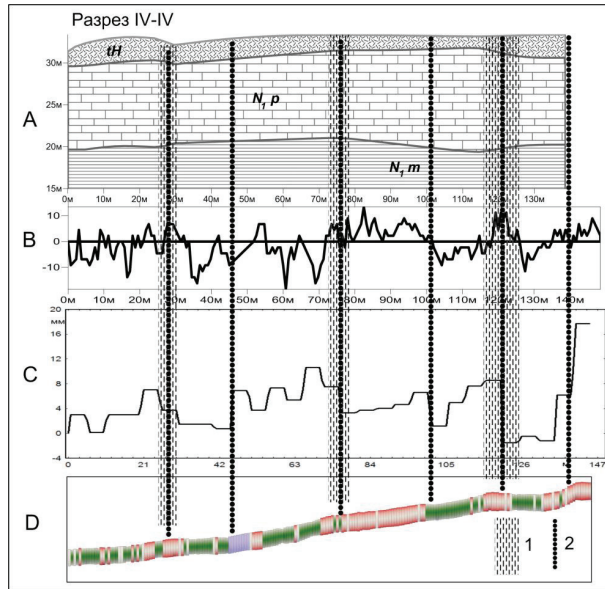 Разрез IV-IV
tH
30м
A
N₁ p
25м
20м
N₁ m
15м
0м 10м 20м 30м 40м 50м 60м 70м 80м 90м 100м 110м 120м 130м
B
10
0
-10
0м 10м 20м 30м 40м 50м 60м 70м 80м 90м 100м 110м 120м 130м 140м
20
мм
16
12
C
8
4
0
-4
0 21 42 63 84 105 126 м 147
D
1 2